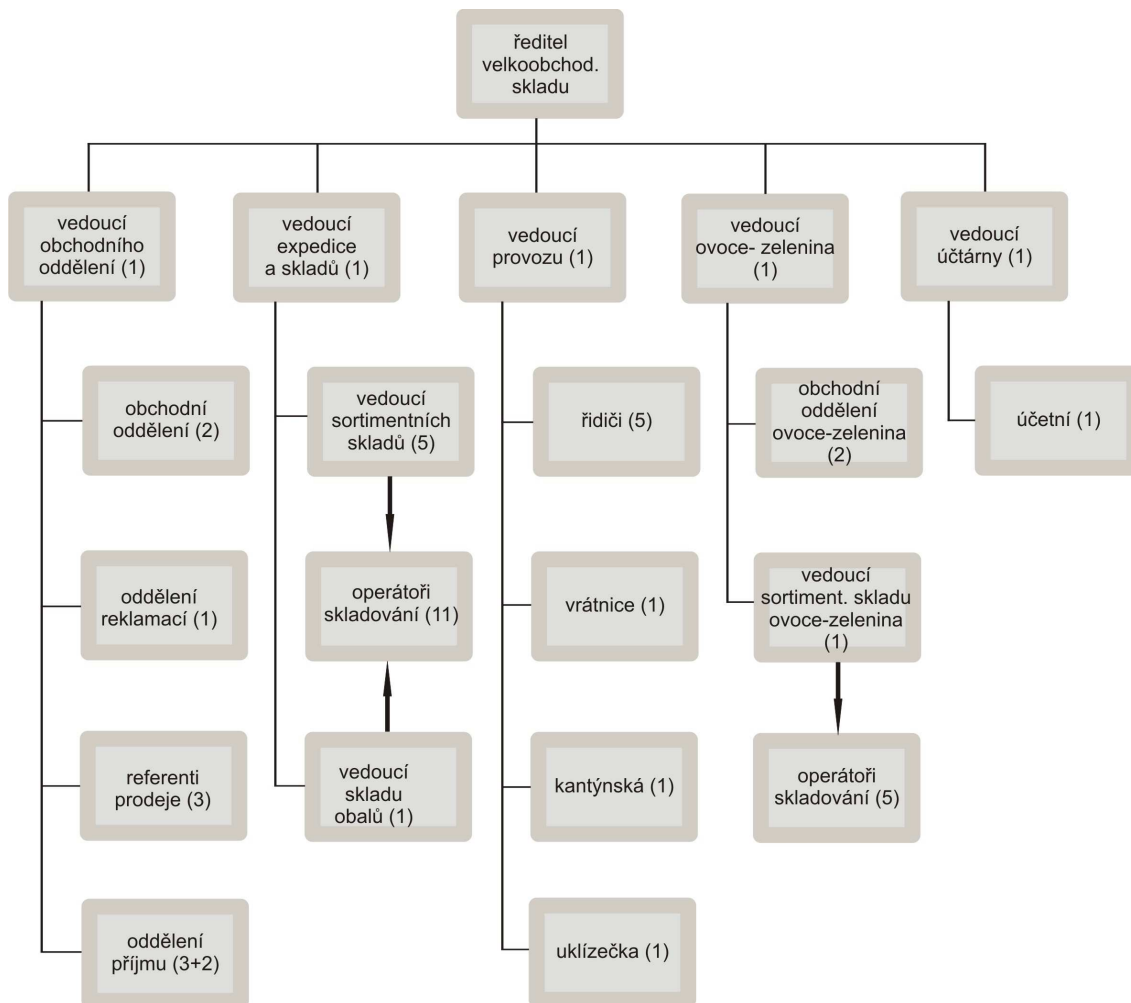 ředitel
velkoobchod.
skladu
vedoucí
obchodního
oddělení (1)
vedoucí
expedice
a skladů (1)
vedoucí
provozu (1)
vedoucí
ovoce- zelenina
(1)
vedoucí
účtárny (1)
obchodní
oddělení (2)
vedoucí
sortimentních
skladů (5)
řidiči (5)
obchodní
oddělení
ovoce-zelenina
(2)
účetní (1)
oddělení
reklamací (1)
operátoři
skladování (11)
vrátnice (1)
vedoucí
sortiment. skladu
ovoce-zelenina
(1)
referenti
prodeje (3)
vedoucí
skladu
obalů (1)
kantýnská (1)
operátoři
skladování (5)
oddělení
příjmu (3+2)
uklízečka (1)